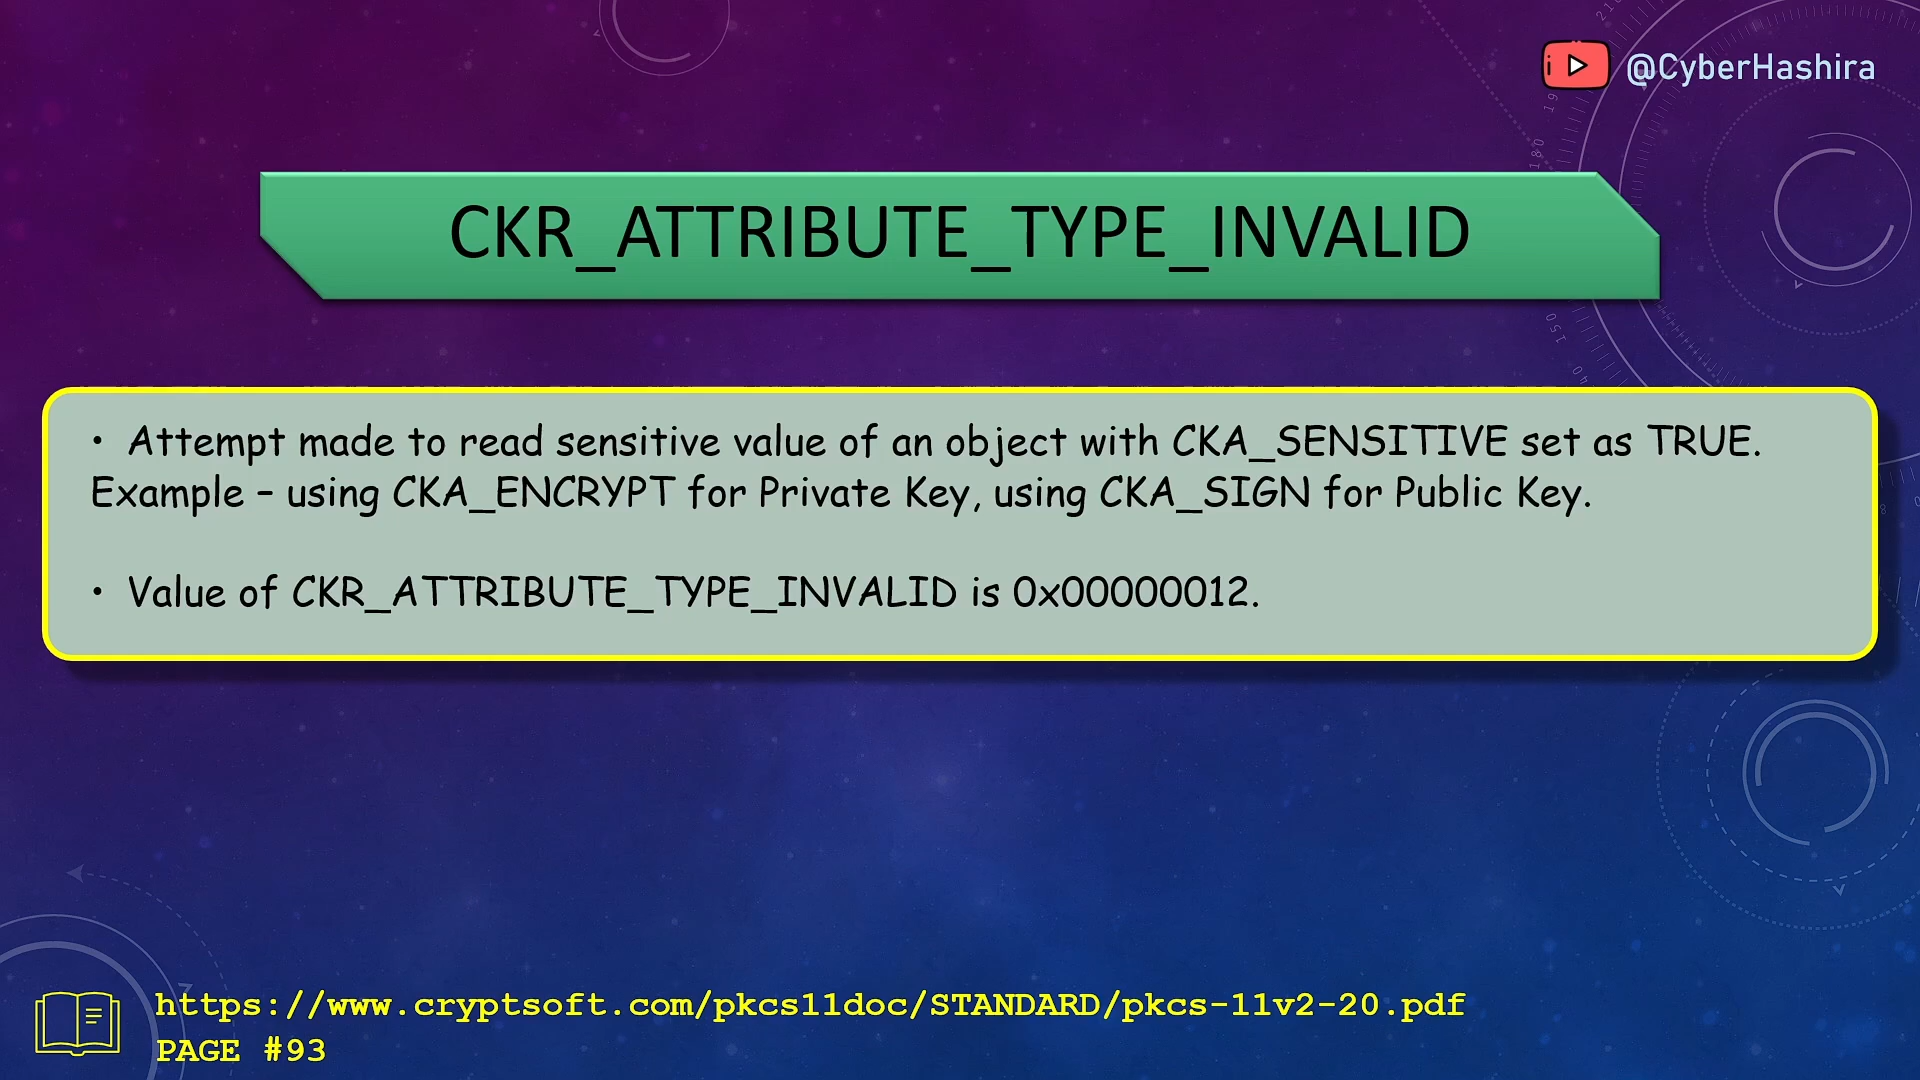 @CyberHashira
CKR_ATTRIBUTE_TYPE_INVALID
• Attempt made to read sensitive value of an object with CKA_SENSITIVE set as TRUE.
Example – using CKA_ENCRYPT for Private Key, using CKA_SIGN for Public Key.
• Value of CKR_ATTRIBUTE_TYPE_INVALID is 0x00000012.
https://www.cryptsoft.com/pkcs11doc/STANDARD/pkcs-11v2-20.pdf
PAGE #93